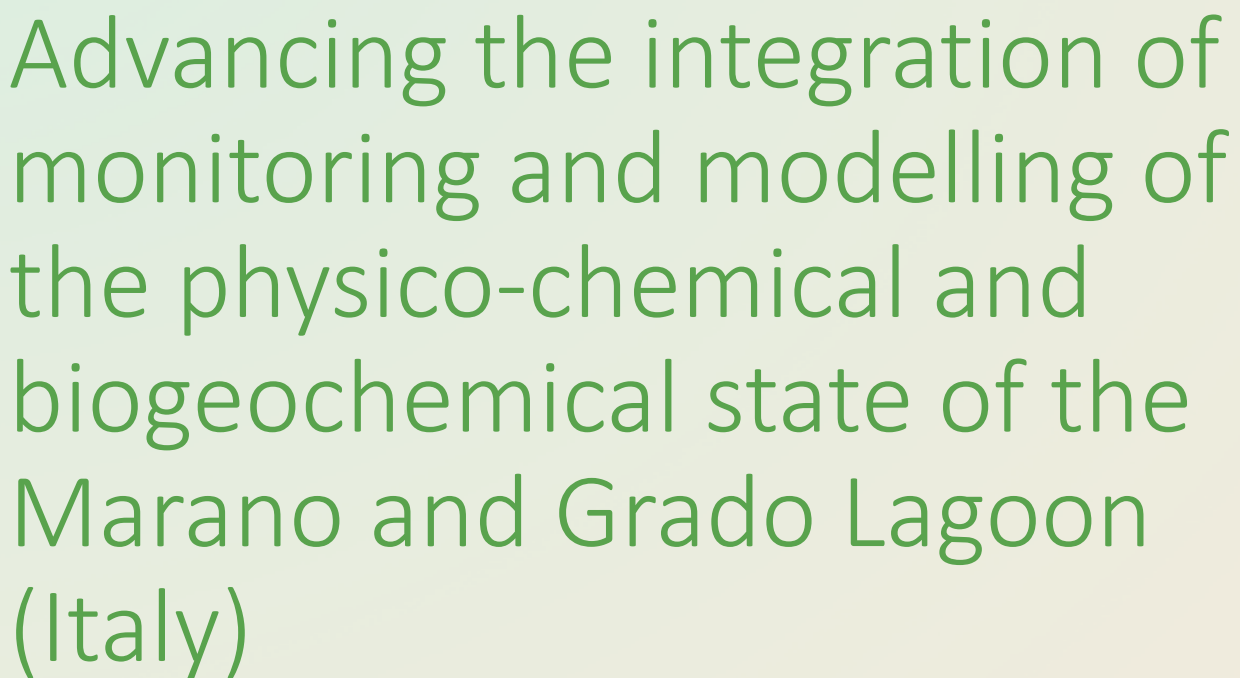 Advancing the integration of
monitoring and modelling of
the physico-chemical and
biogeochemical state of the
Marano and Grado Lagoon
(Italy)